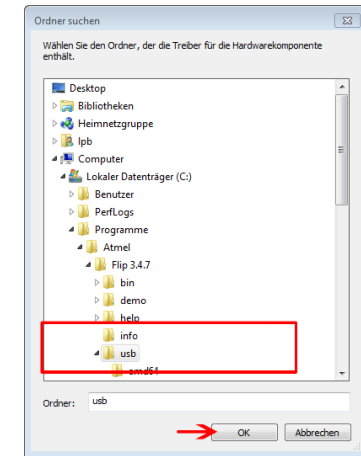 Ordner suchen
Wählen Sie den Ordner, der die Treiber für die Hardwarekomponente
enthält.
Desktop
Bibliotheken
Heimnetzgruppe
lpb
Computer
Lokaler Datenträger (C:)
Benutzer
PerfLogs
Programme
Atmel
Flip 3.4.7
bin
demo
help
info
usb
amd64
Ordner: usb
OK Abbrechen